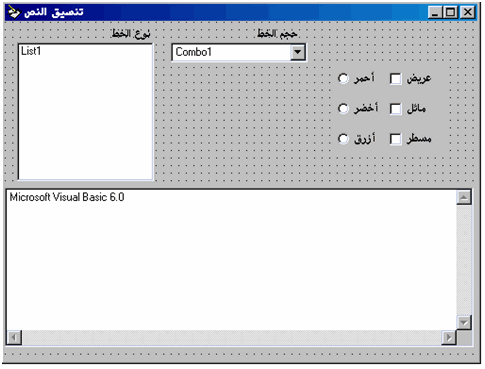 تنسيق النص
حجم الخط
نوع الخط
List1
Combo1
عريض
أحمر
مائل
أخضر
مسطر
أزرق
Microsoft Visual Basic 6.0